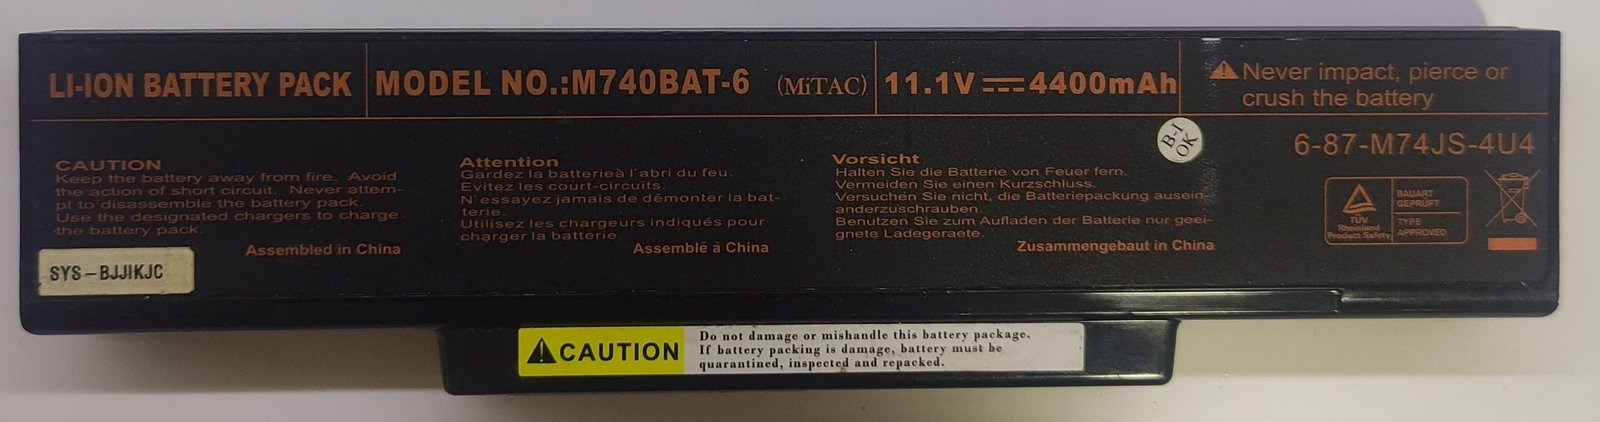 LI-ION BATTERY PACK
MODEL NO.:M740BAT-6 (MiTAC)
11.1V 4400mAh
Never impact, pierce or
crush the battery
B-I
OK
6-87-M74JS-4U4
CAUTION
Keep the battery away from fire. Avoid
the action of short circuit. Never attem-
pt to disassemble the battery pack.
Use the designated chargers to charge
the battery pack.
Assembled in China
Attention
Gardez la batterieà l'abri du feu.
Evitez les court-circuits.
N'essayez jamais de démonter la bat-
terie.
Utilisez les chargeurs indiqués pour
charger la batterie.
Assemblé à China
Vorsicht
Halten Sie die Batterie von Feuer fern.
Vermeiden Sie einen Kurzschluss.
Versuchen Sie nicht, die Batteriepackung ausein-
anderzuschrauben.
Benutzen Sie zum Aufladen der Batterie nur geei-
gnete Ladegeraete.
Zusammengebaut in China
TÜV
Rheinland
Product Safety
BAUART
GEPRÜFT
TYPE
APPROVED
SYS-BJJIKJC
CAUTION
Do not damage or mishandle this battery package.
If battery packing is damage, battery must be
quarantined, inspected and repacked.